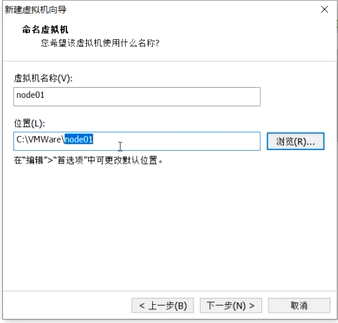 新建虚拟机向导
命名虚拟机
您希望该虚拟机使用什么名称?
虚拟机名称(V):
node01
位置(L):
C:\VMWare\node01
浏览(R)...
在"编辑">"首选项"中可更改默认位置。
< 上一步(B)
下一步(N) >
取消